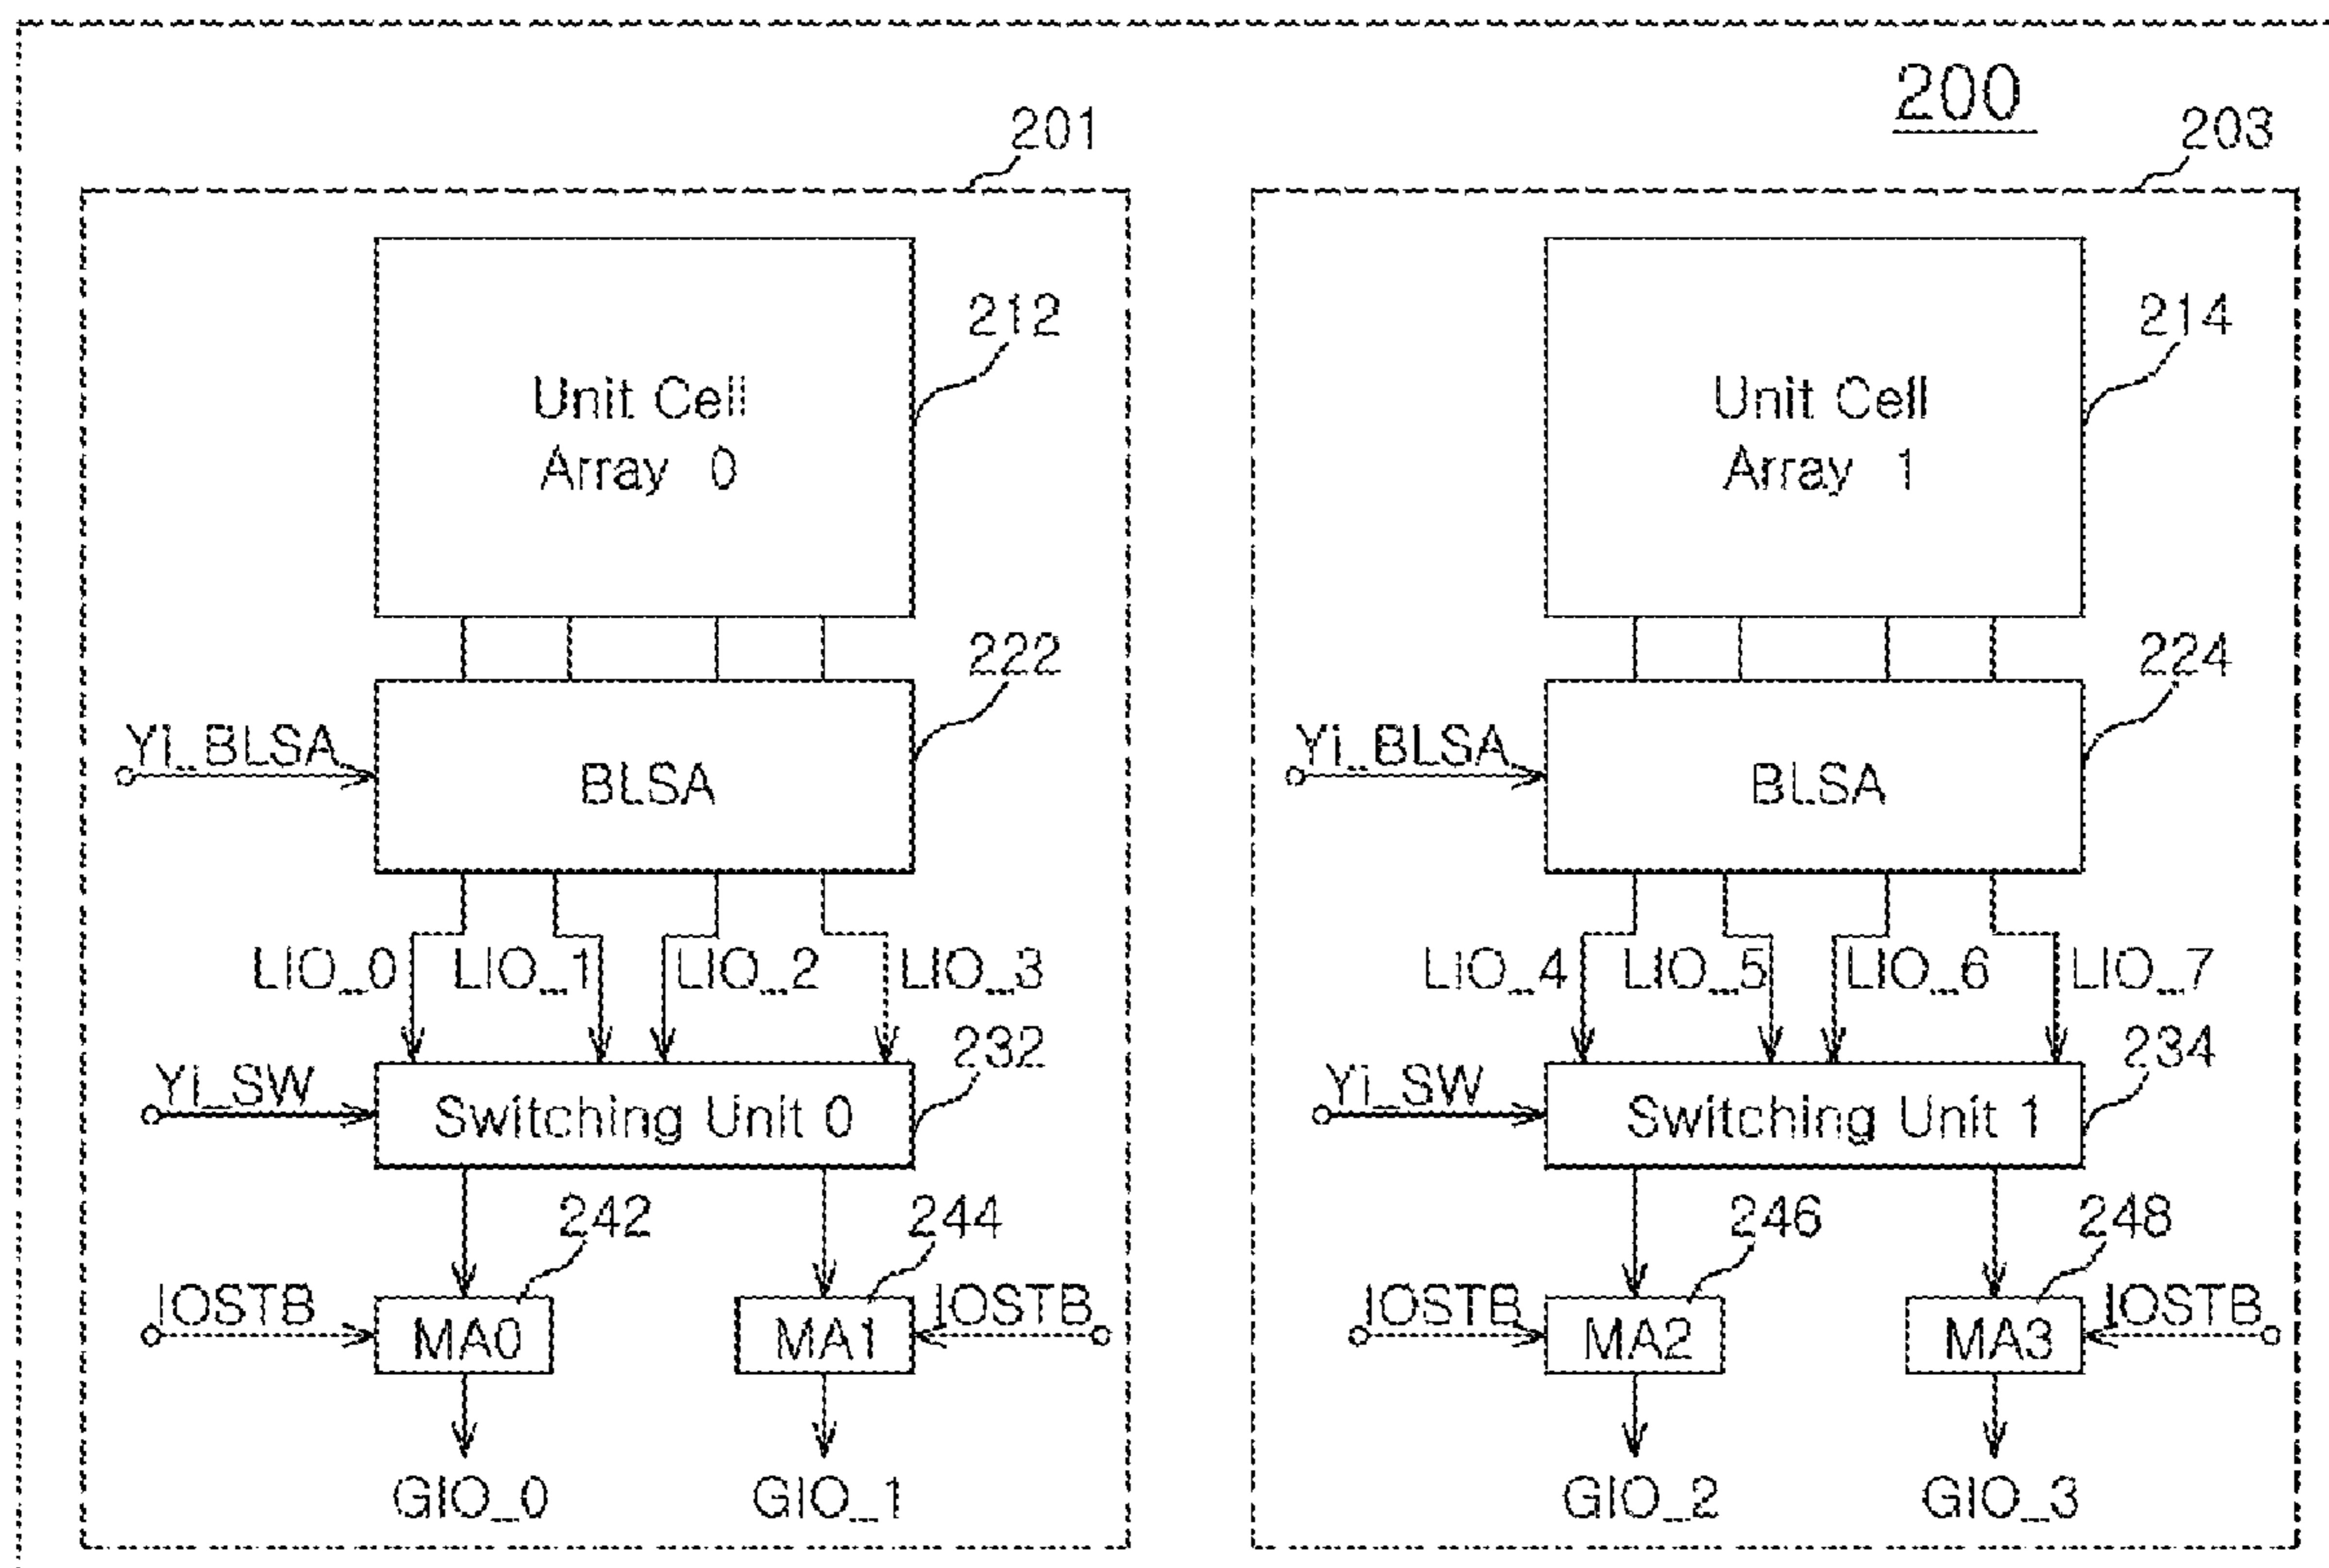 200
201
203
212
214
Unit Cell
Array 0
Unit Cell
Array 1
222
224
Yi_BLSA
BLSA
Yi_BLSA
BLSA
LIO_0
LIO_1
LIO_2
LIO_3
LIO_4
LIO_5
LIO_6
LIO_7
232
234
Yi_SW
Switching Unit 0
Yi_SW
Switching Unit 1
242
244
246
248
IOSTB
MA0
MA1
IOSTB
IOSTB
MA2
MA3
IOSTB
GIO_0
GIO_1
GIO_2
GIO_3